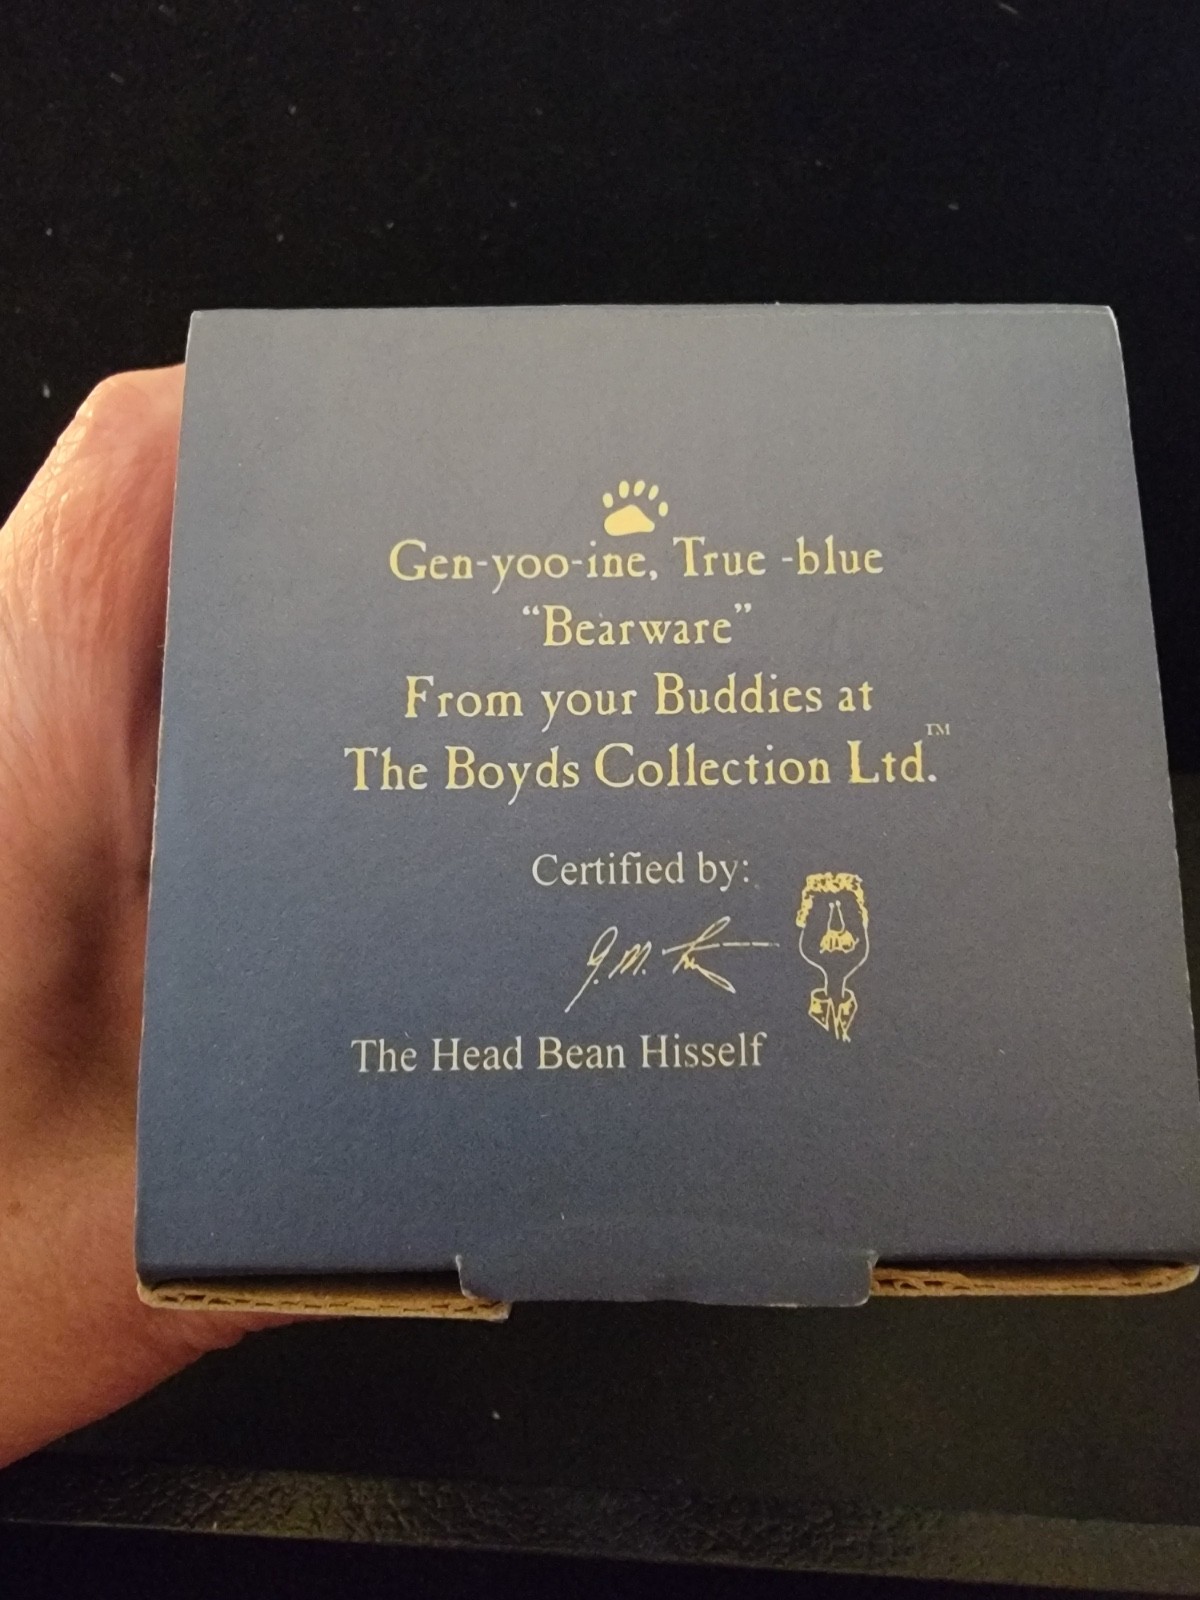 Gen-yoo-ine, True -blue
“Bearware”
From your Buddies at
The Boyds Collection Ltd.™
Certified by:
G.M.
The Head Bean Hisself